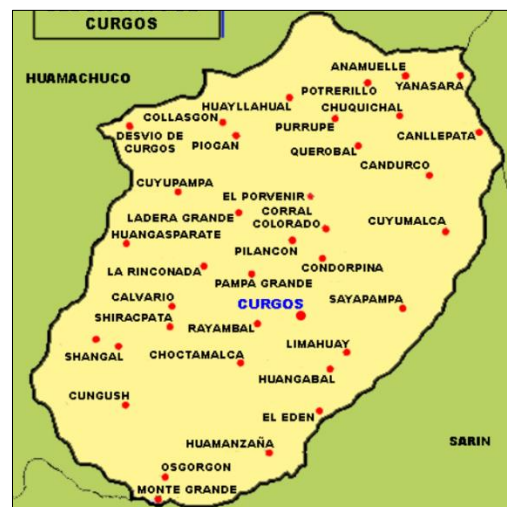 CURGOS
HUAMACHUCO
ANAMUELLE
POTRERILLO
YANASARA
HUAYLLAHUAL
CHUQUICHAL
COLLASGON
PURRUPE
DESVIO DE
CURGOS
PIOGAN
CANLLEPATA
QUEROBAL
CANDURCO
CUYUPAMPA
EL PORVENIR
LADERA GRANDE
CORRAL
COLORADO
CUYUMALCA
HUANGASPARATE
PILANCON
LA RINCONADA
CONDORPINA
PAMPA GRANDE
CALVARIO
CURGOS
SAYAPAMPA
SHIRACPATA
RAYAMBAL
SHANGAL
CHOCTAMALCA
LIMAHUAY
HUANGABAL
CUNGUSH
EL EDEN
HUAMANZAÑA
SARIN
OSGORGON
MONTE GRANDE